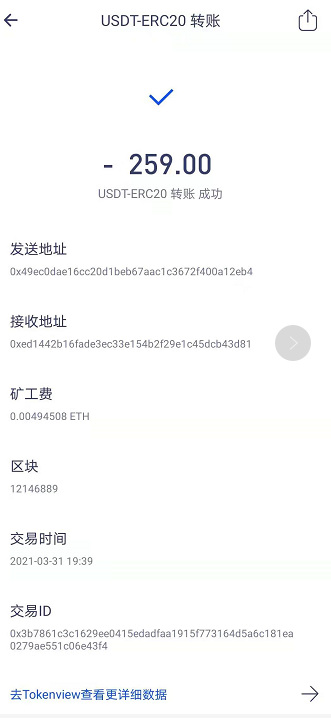 USDT-ERC20 转账
- 259.00
USDT-ERC20 转账 成功
发送地址
0x49ec0dae16cc20d1beb67aac1c3672f400a12eb4
接收地址
0xed1442b16fade3ec33e154b2f29e1c45dcb43d81
矿工费
0.00494508 ETH
区块
12146889
交易时间
2021-03-31 19:39
交易ID
0x3b7861c3c1629ee0415edadfaa1915f773164d5a6c181ea
0279ae551c06e43f4
去Tokenview查看更详细数据